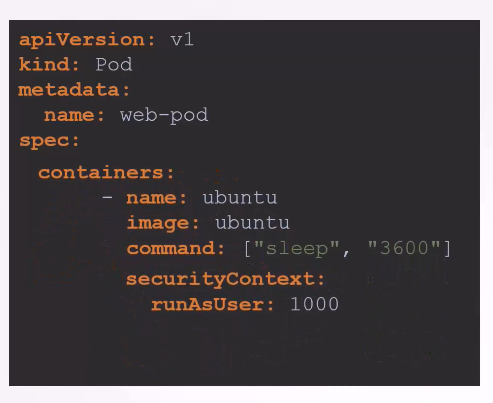 apiVersion: v1
kind: Pod
metadata:
  name: web-pod
spec:
  containers:
      - name: ubuntu
        image: ubuntu
        command: ["sleep", "3600"]
        securityContext:
          runAsUser: 1000